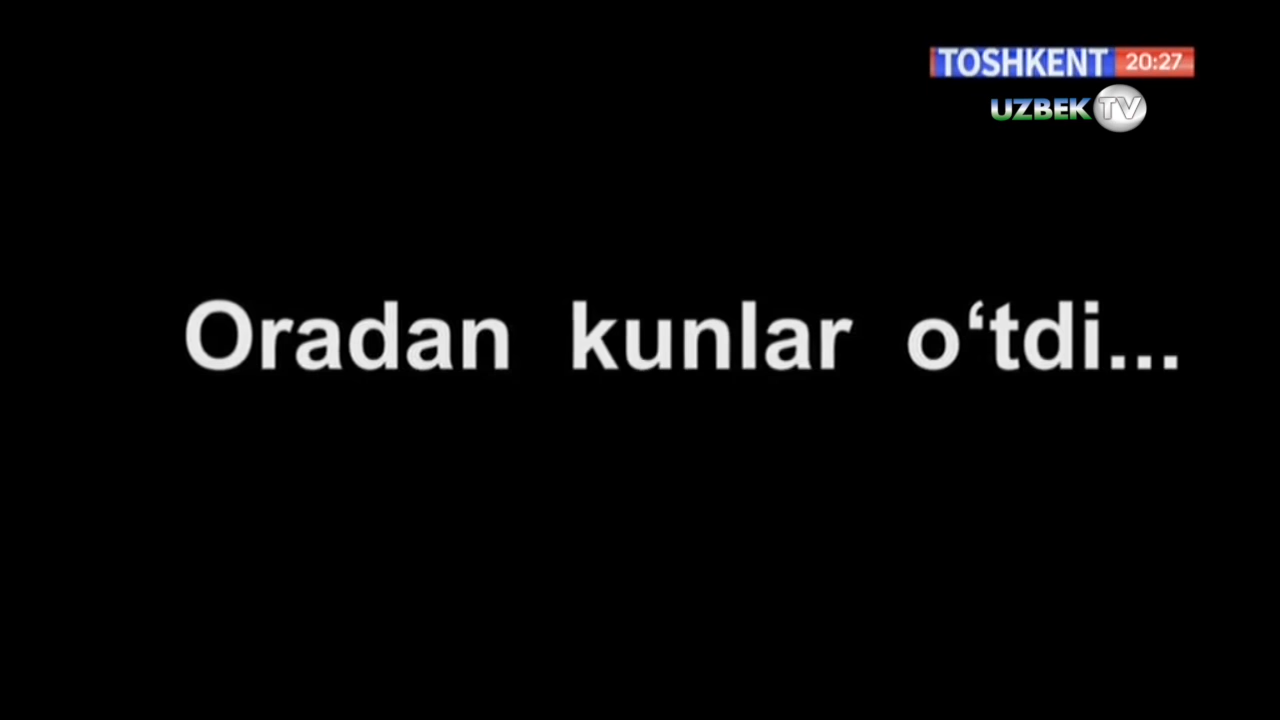 TOSHKENT 20:27
UZBEK TV
Oradan kunlar o‘tdi...